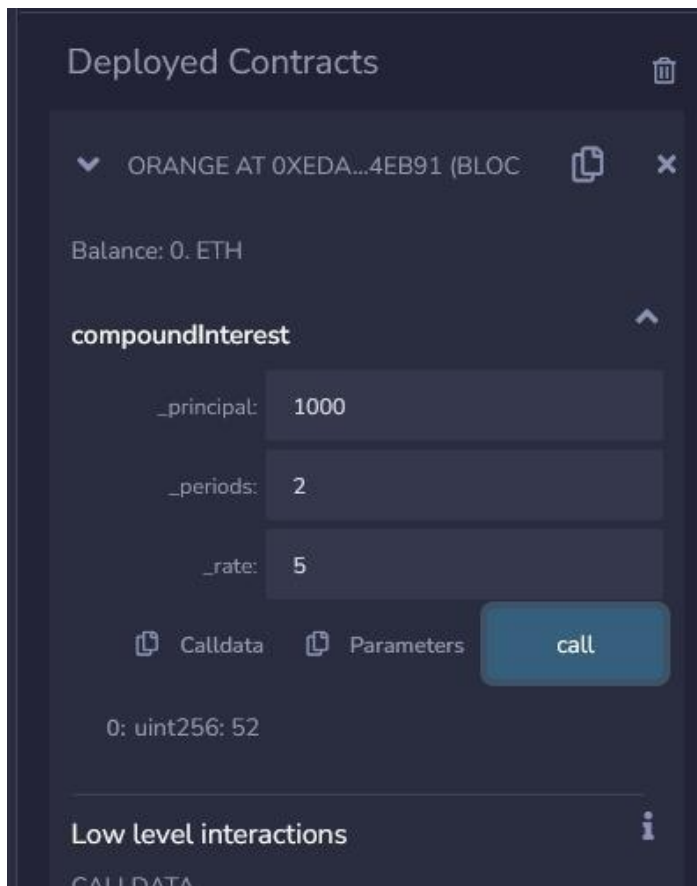 Deployed Contracts
ORANGE AT 0XEDA...4EB91 (BLOC
Balance: 0. ETH
compoundInterest
_principal: 1000
_periods: 2
_rate: 5
Calldata Parameters call
0: uint256: 52
Low level interactions
CALLDATA